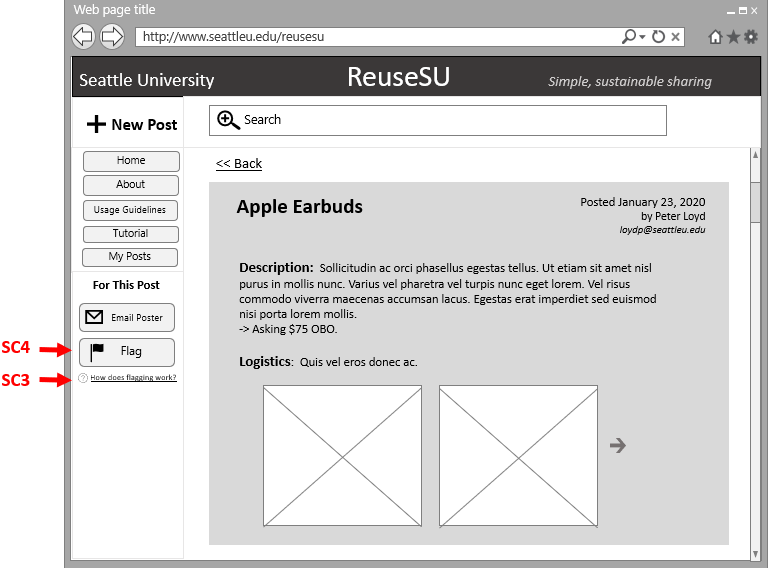 Web page title
http://www.seattleu.edu/reusesu
Seattle University
ReuseSU
Simple, sustainable sharing
New Post
Search
Home
About
Usage Guidelines
Tutorial
My Posts
For This Post
Email Poster
SC4
Flag
SC3
? How does flagging work?
<< Back
Apple Earbuds
Posted January 23, 2020
by Peter Loyd
loydp@seattleu.edu
Description: Sollicitudin ac orci phasellus egestas tellus. Ut etiam sit amet nisl
purus in mollis nunc. Varius vel pharetra vel turpis nunc eget lorem. Vel risus
commodo viverra maecenas accumsan lacus. Egestas erat imperdiet sed euismod
nisi porta lorem mollis.
-> Asking $75 OBO.
Logistics: Quis vel eros donec ac.